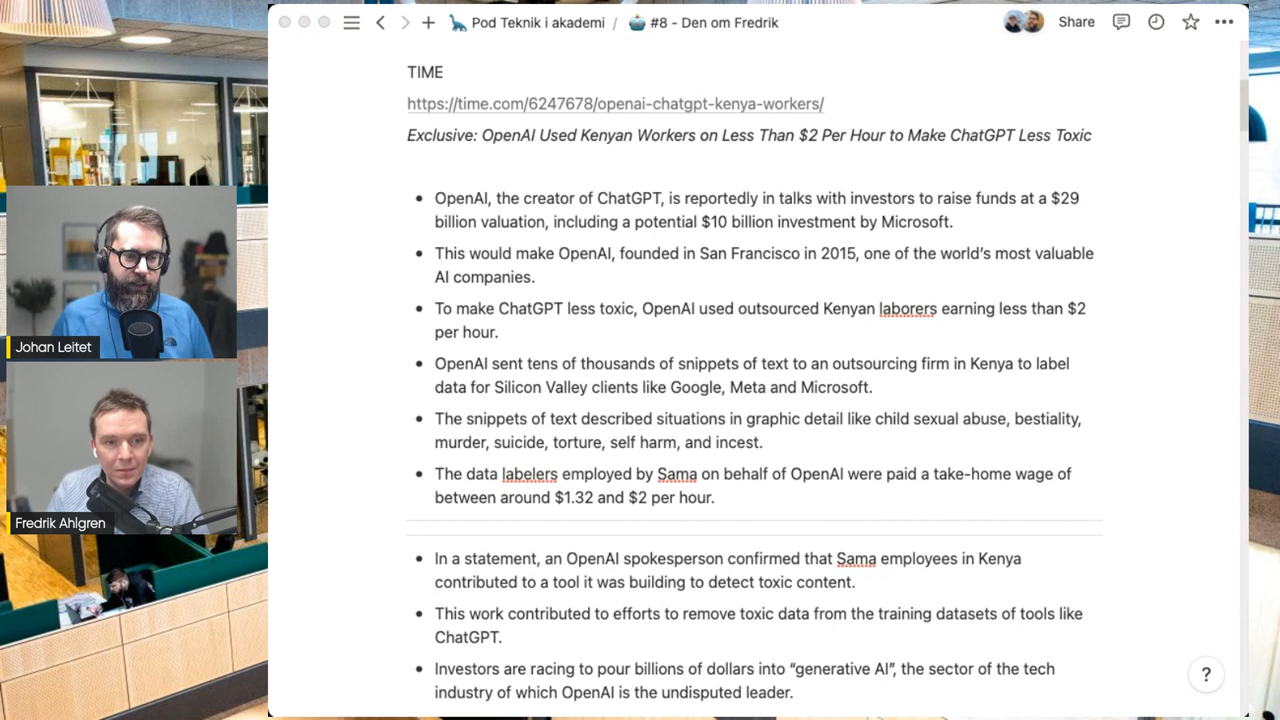 Pod Teknik i akademi / #8 - Den om Fredrik
Share
TIME
https://time.com/6247678/openai-chatgpt-kenya-workers/
Exclusive: OpenAI Used Kenyan Workers on Less Than $2 Per Hour to Make ChatGPT Less Toxic
• OpenAI, the creator of ChatGPT, is reportedly in talks with investors to raise funds at a $29
billion valuation, including a potential $10 billion investment by Microsoft.
• This would make OpenAI, founded in San Francisco in 2015, one of the world’s most valuable
AI companies.
• To make ChatGPT less toxic, OpenAI used outsourced Kenyan laborers earning less than $2
per hour.
• OpenAI sent tens of thousands of snippets of text to an outsourcing firm in Kenya to label
data for Silicon Valley clients like Google, Meta and Microsoft.
• The snippets of text described situations in graphic detail like child sexual abuse, bestiality,
murder, suicide, torture, self harm, and incest.
• The data labelers employed by Sama on behalf of OpenAI were paid a take-home wage of
between around $1.32 and $2 per hour.
• In a statement, an OpenAI spokesperson confirmed that Sama employees in Kenya
contributed to a tool it was building to detect toxic content.
• This work contributed to efforts to remove toxic data from the training datasets of tools like
ChatGPT.
• Investors are racing to pour billions of dollars into “generative AI”, the sector of the tech
industry of which OpenAI is the undisputed leader.
?
Johan Leitet
Fredrik Ahlgren